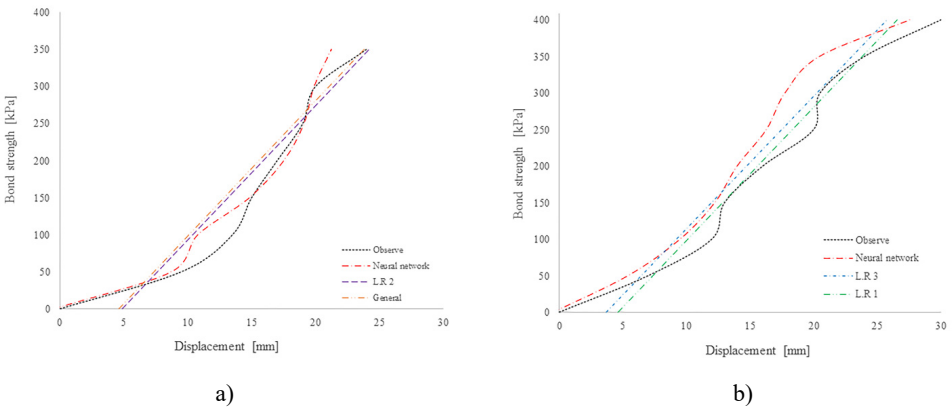 400
350
300
250
200
150
100
50
0
Bond strength [kPa]
0 5 10 15 20 25 30
Displacement [mm]
Observe
Neural network
L.R 2
General
a)
400
350
300
250
200
150
100
50
0
Bond strength [kPa]
0 5 10 15 20 25 30
Displacement [mm]
Observe
Neural network
L.R 3
L.R 1
b)